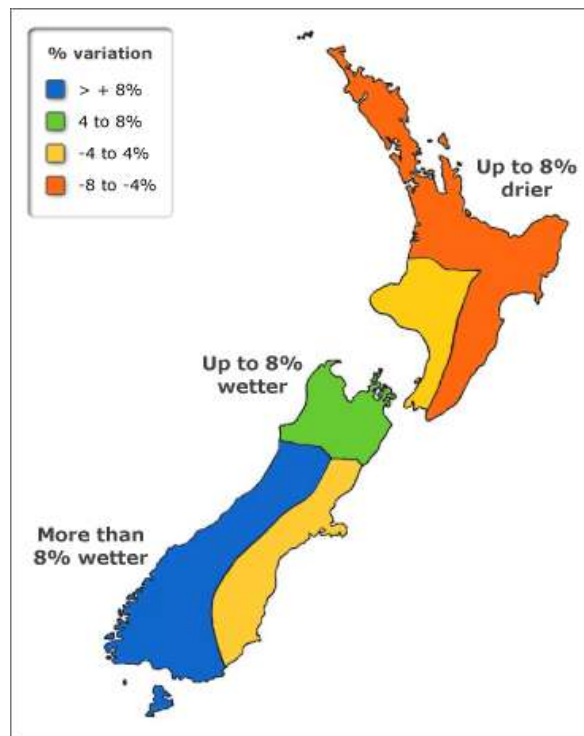 % variation
> + 8%
4 to 8%
-4 to 4%
-8 to -4%
Up to 8%
drier
Up to 8%
wetter
More than
8% wetter